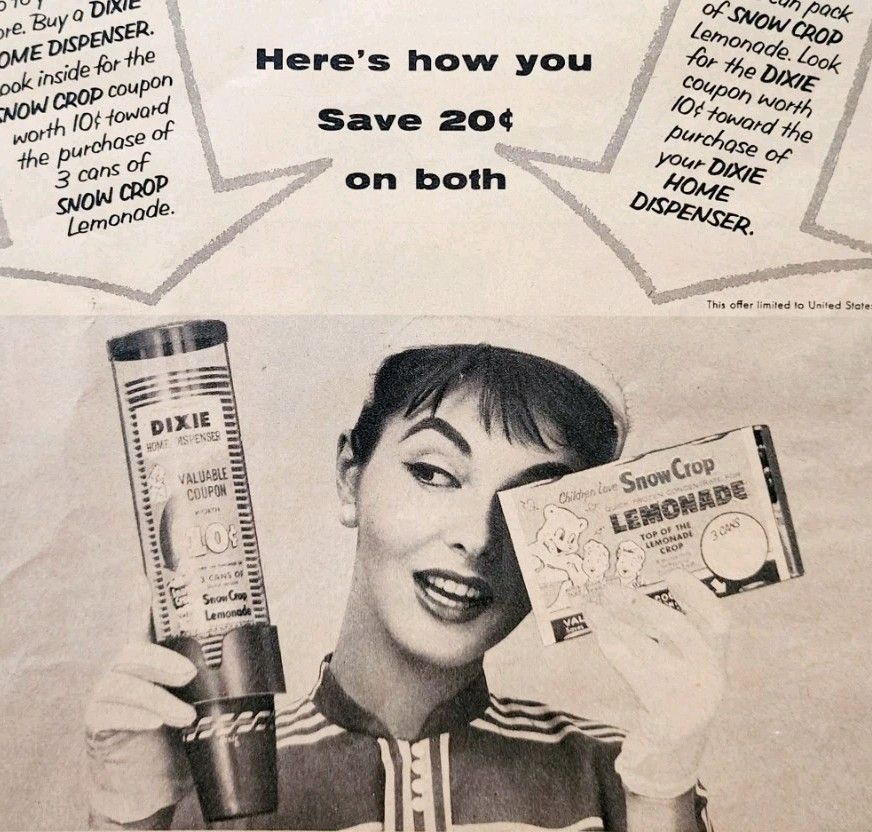 re. Buy a DIXIE
OME DISPENSER.
ook inside for the
SNOW CROP coupon
worth 10¢ toward
the purchase of
3 cans of
SNOW CROP
Lemonade.
Here's how you
Save 20¢
on both
can pack
of SNOW CROP
Lemonade. Look
for the DIXIE
coupon worth
10¢ toward the
purchase of
your DIXIE
HOME
DISPENSER.
This offer limited to United State
DIXIE
HOME DISPENSER
VALUABLE
COUPON
WORTH
10¢
3 CANS OF
Snow Crop
Lemonade
Children Love Snow Crop
LEMONADE
TOP OF THE
LEMONADE
CROP
3 CANS
VAL